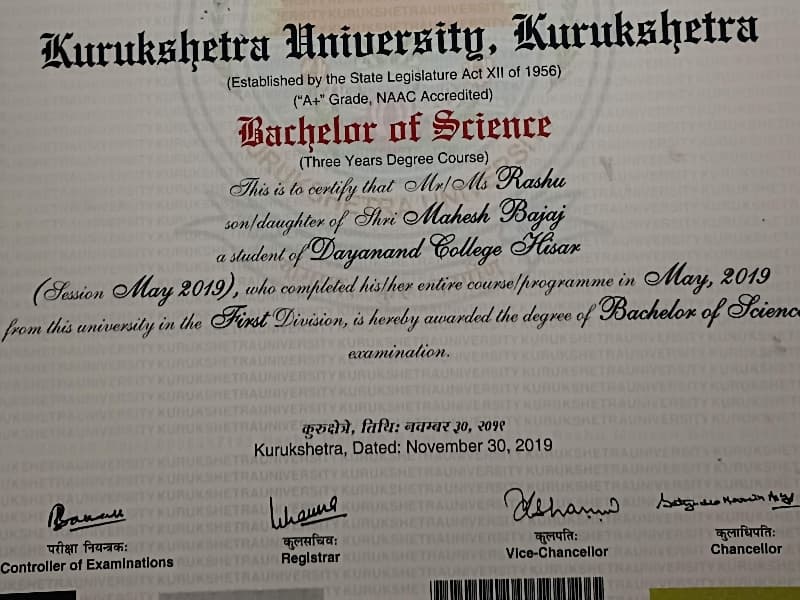 Kurukshetra University, Kurukshetra
(Established by the State Legislature Act XII of 1956)
("A+" Grade, NAAC Accredited)
Bachelor of Science
(Three Years Degree Course)
This is to certify that Mr/Ms Rashu
son/daughter of Shri Mahesh Bajaj
a student of Dayanand College Hisar
(Session May 2019), who completed his/her entire course/programme in May, 2019
from this university in the First Division, is hereby awarded the degree of Bachelor of Scienc
examination.
कुरुक्षेत्रे, तिथिः नवम्बर ३०, २०१९
Kurukshetra, Dated: November 30, 2019
परीक्षा नियन्त्रकः कुलसचिवः कुलपतिः कुलाधिपतिः
Controller of Examinations Registrar Vice-Chancellor Chancellor